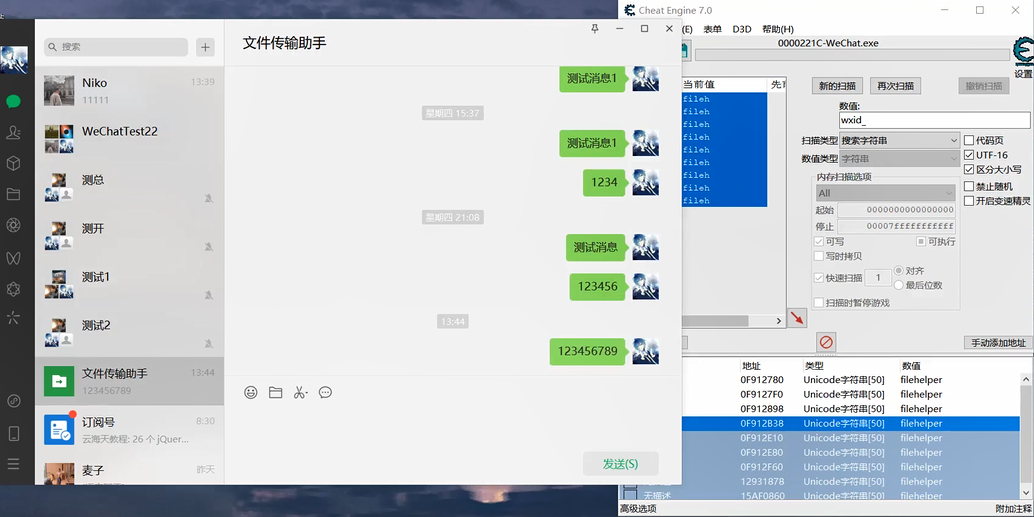 搜索
Niko
13:39
11111
WeChatTest22
测总
测开
测试1
测试2
文件传输助手
13:44
123456789
订阅号
8:30
云海天教程: 26 个 jQuer...
麦子
昨天
文件传输助手
测试消息1
星期四 15:37
测试消息1
1234
星期四 21:08
测试消息
123456
13:44
123456789
发送(S)
Cheat Engine 7.0
(E) 表单 D3D 帮助(H)
0000221C-WeChat.exe
设置
当前值
fileh
fileh
fileh
fileh
fileh
fileh
fileh
fileh
fileh
新的扫描
再次扫描
撤销扫描
数值:
wxid_
扫描类型 搜索字符串
数值类型 字符串
代码页
UTF-16
区分大小写
内存扫描选项
All
起始 0000000000000000
停止 00007fffffffffff
可写
可执行
写时拷贝
快速扫描 1
对齐
最后位数
扫描时暂停游戏
禁止随机
开启变速精灵
手动添加地址
地址 类型 数值
0F912780 Unicode字符串[50] filehelper
0F9127F0 Unicode字符串[50] filehelper
0F912898 Unicode字符串[50] filehelper
0F912B38 Unicode字符串[50] filehelper
0F912E10 Unicode字符串[50] filehelper
0F912E80 Unicode字符串[50] filehelper
0F912F60 Unicode字符串[50] filehelper
12931878 Unicode字符串[50] filehelper
无描述 15AF0860 Unicode字符串[50] filehelper
高级选项
附加注释